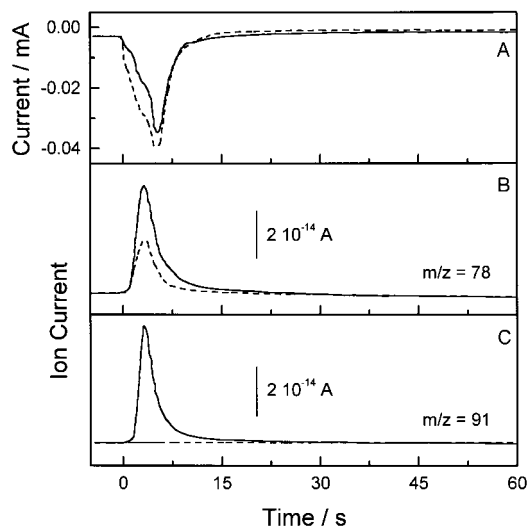 0.00
-0.02
-0.04
Current / mA
A
B
2 10⁻¹⁴ A
m/z = 78
Ion Current
C
2 10⁻¹⁴ A
m/z = 91
0 15 30 45 60
Time / s